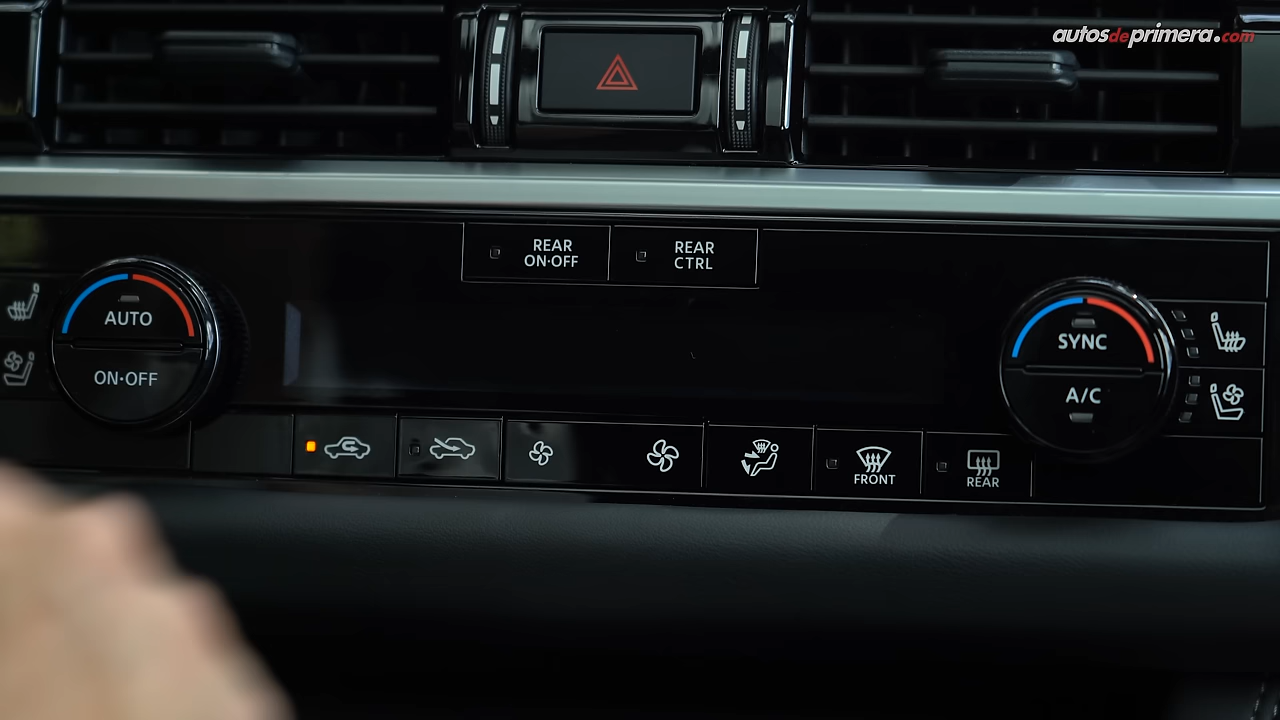 autosdeprimera.com
REAR
ON·OFF
REAR
CTRL
AUTO
ON·OFF
SYNC
A/C
FRONT
REAR